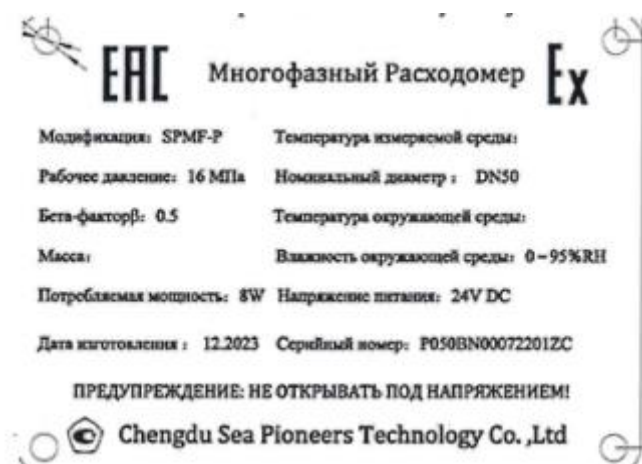 EAC Многофазный Расходомер Ex
Модификация: SPMF-P Температура измеряемой среды:
Рабочее давление: 16 МПа Номинальный диаметр : DN50
Бета-факторβ: 0.5 Температура окружающей среды:
Масса: Влажность окружающей среды: 0~95%RH
Потребляемая мощность: 8W Напряжение питания: 24V DC
Дата изготовления : 12.2023 Серийный номер: P050BN00072201ZC
ПРЕДУПРЕЖДЕНИЕ: НЕ ОТКРЫВАТЬ ПОД НАПРЯЖЕНИЕМ!
Chengdu Sea Pioneers Technology Co. ,Ltd